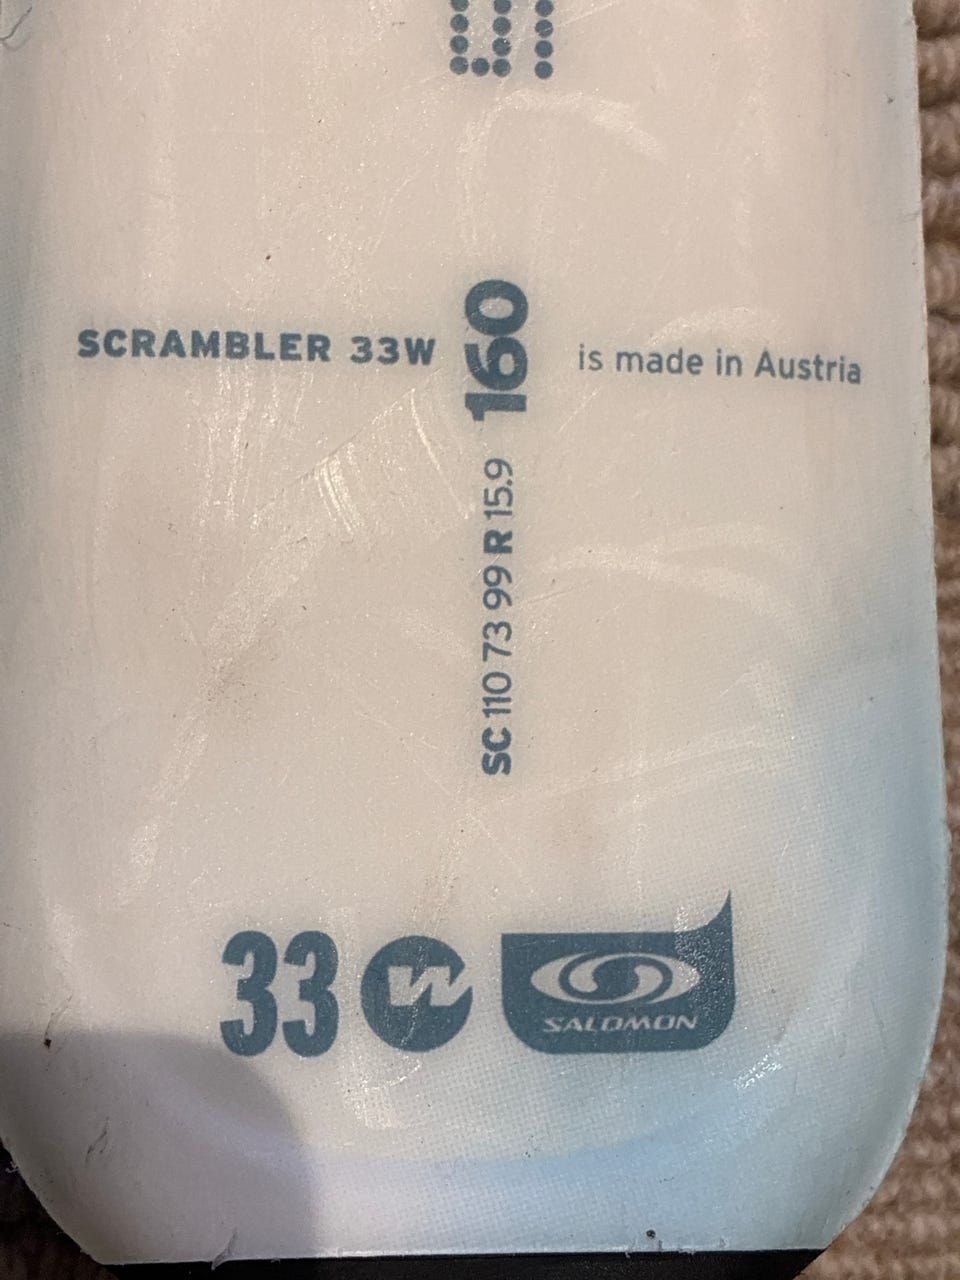 SCRAMBLER 33W
160
is made in Austria
SC 110 73 99 R 15.9
33 W
SALOMON